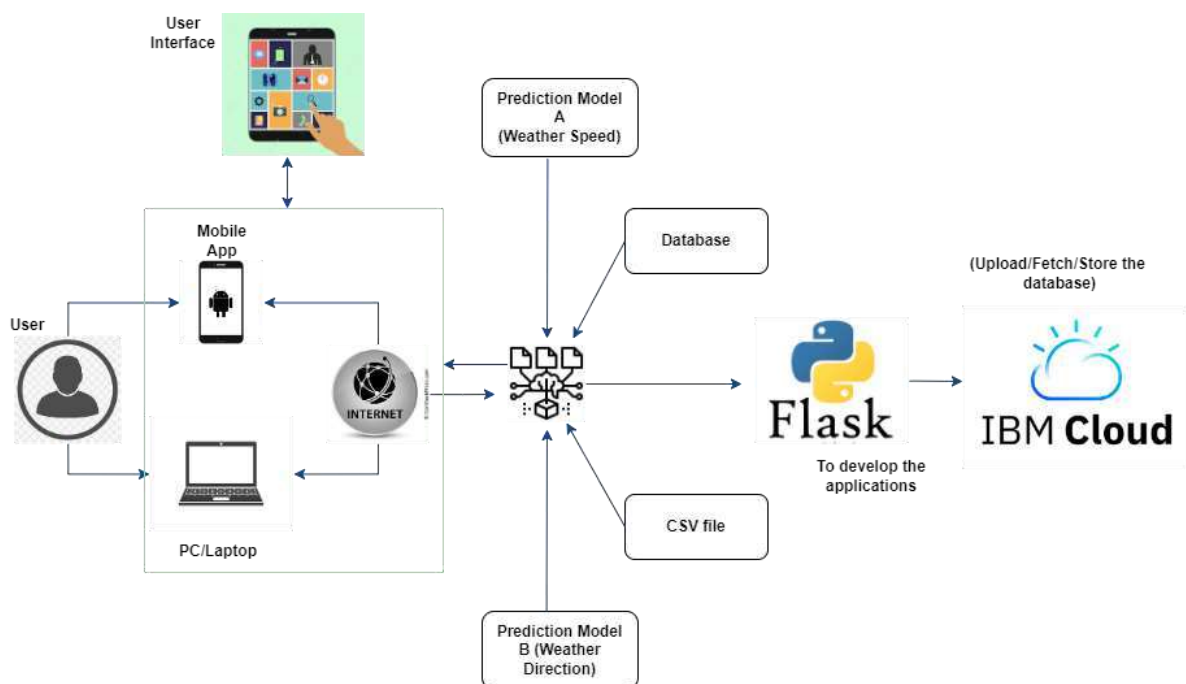 User
Interface
Prediction Model
A
(Weather Speed)
Mobile
App
Database
(Upload/Fetch/Store the
database)
User
INTERNET
Flask
IBM Cloud
To develop the
applications
CSV file
PC/Laptop
Prediction Model
B (Weather
Direction)